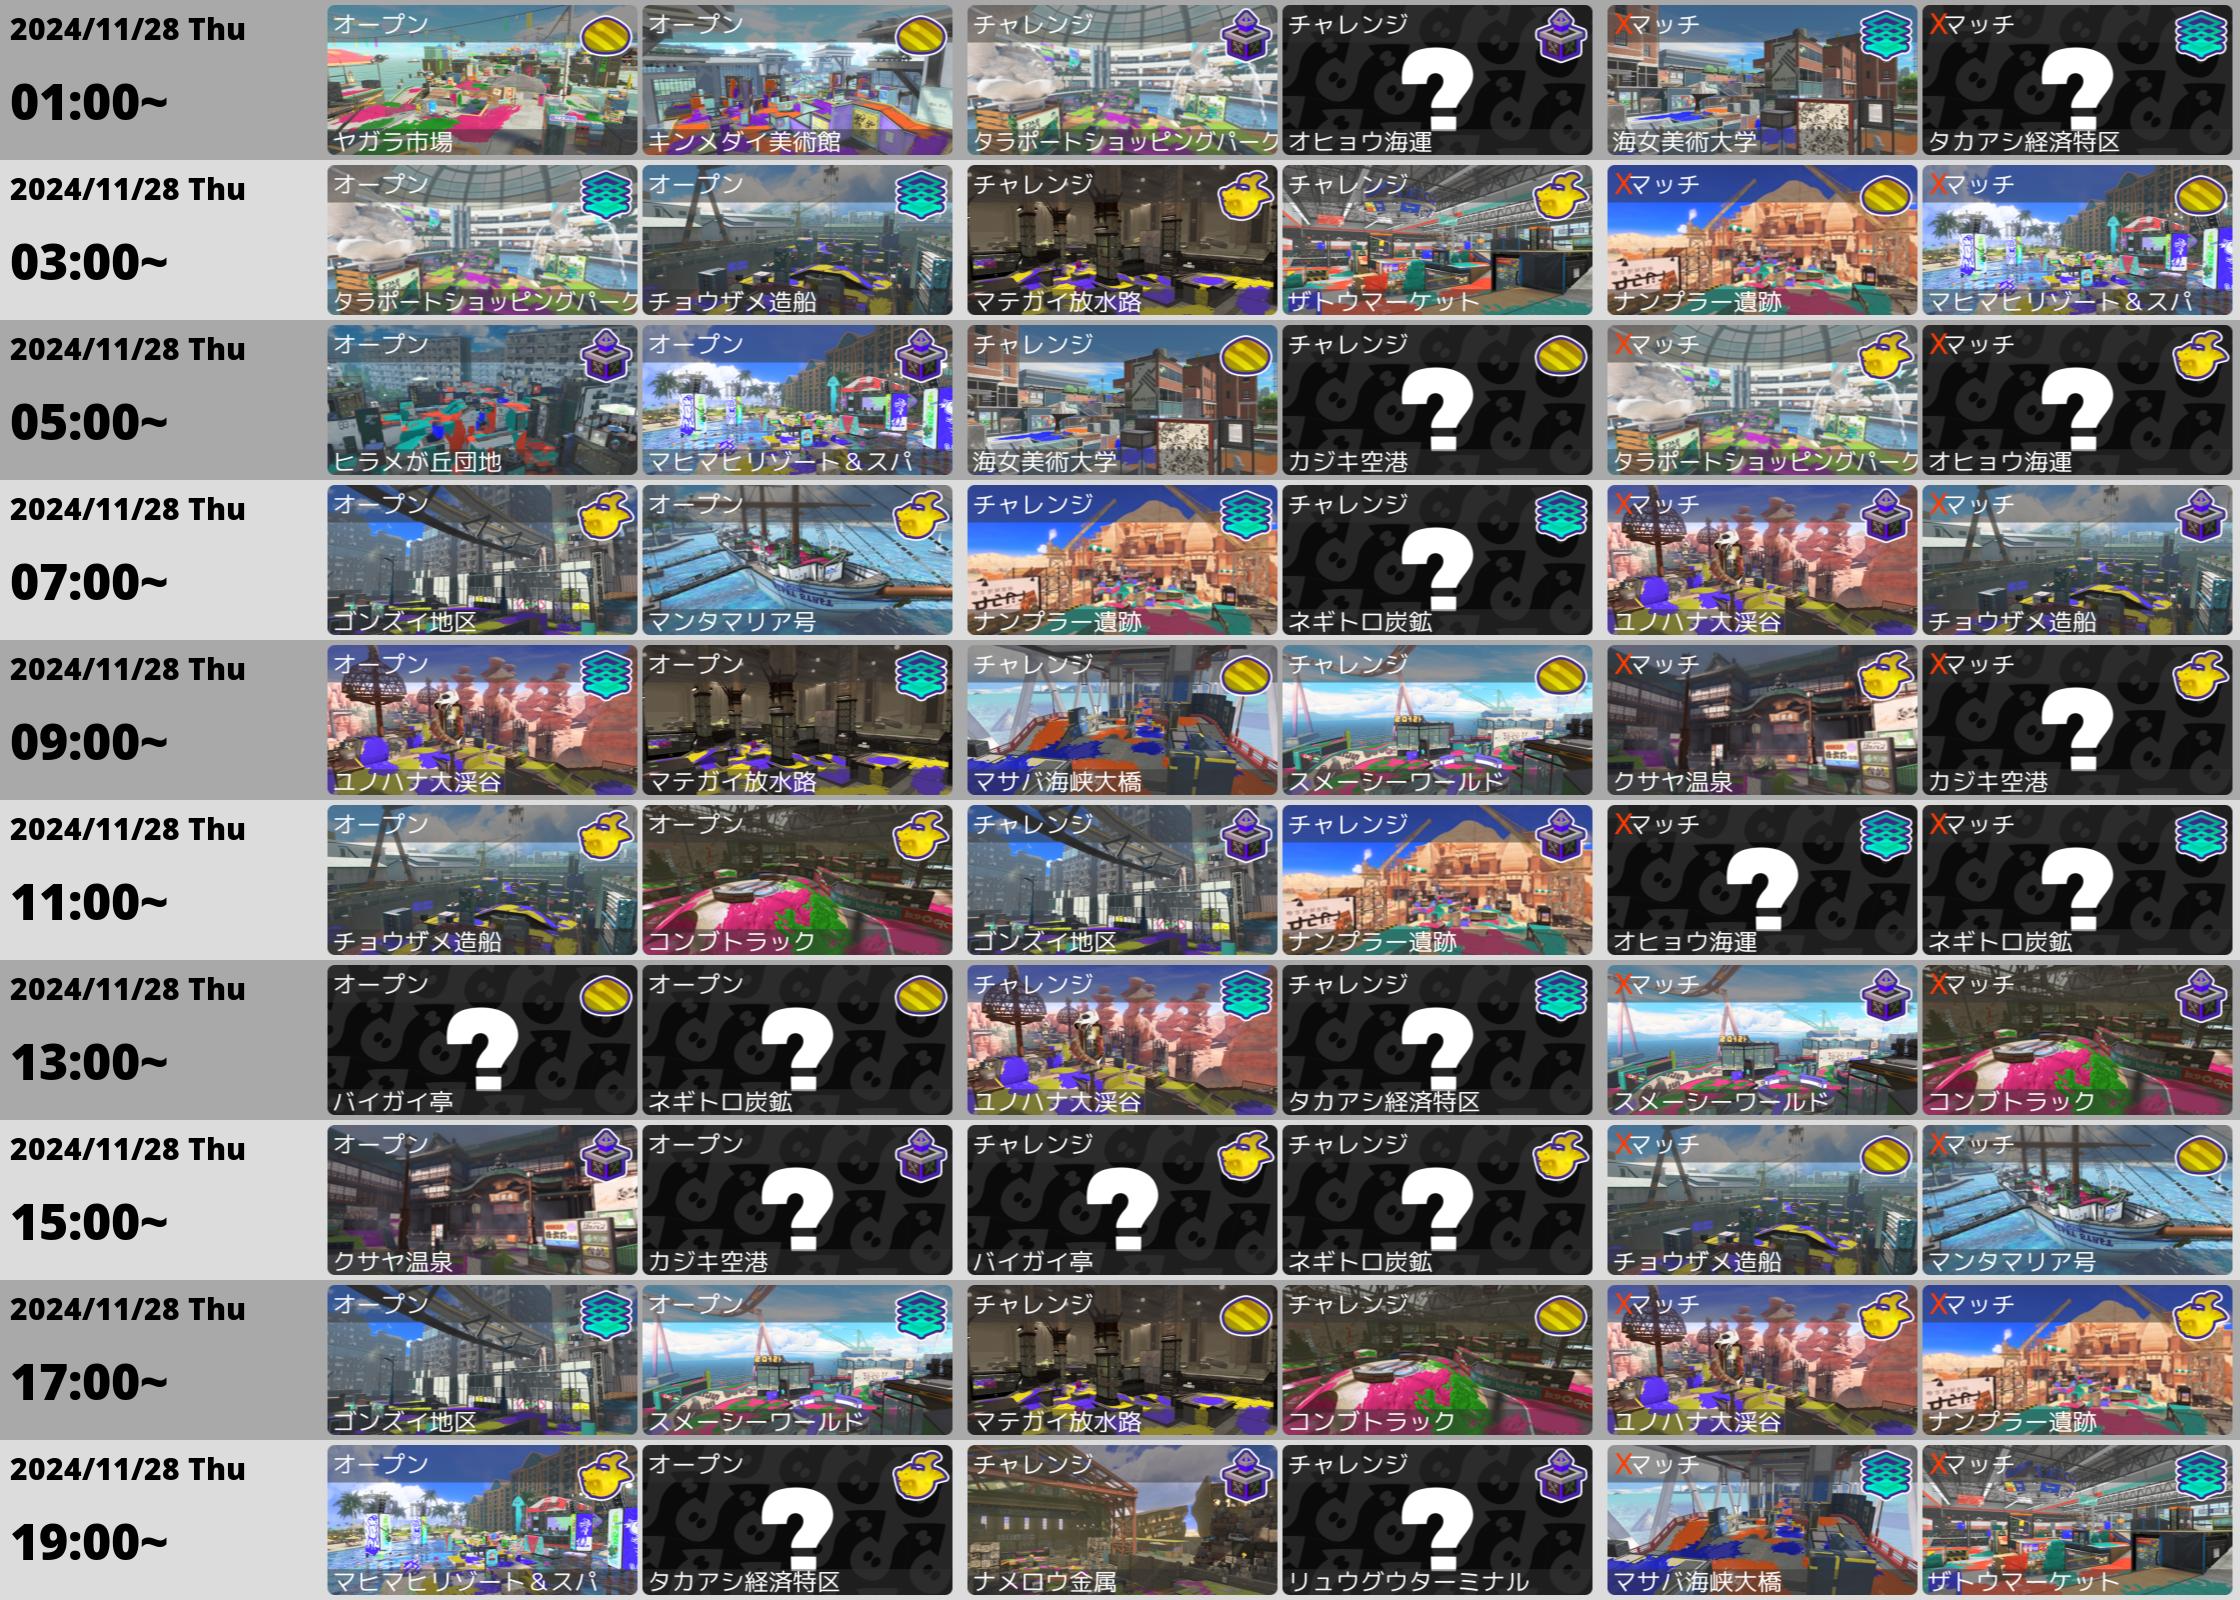 2024/11/28 Thu
01:00~
オープン
ヤガラ市場
オープン
キンメダイ美術館
チャレンジ
タラポートショッピングパーク
チャレンジ
?
オヒョウ海運
Xマッチ
海女美術大学
Xマッチ
?
タカアシ経済特区
2024/11/28 Thu
03:00~
オープン
タラポートショッピングパーク
オープン
チョウザメ造船
チャレンジ
マテガイ放水路
チャレンジ
ザトウマーケット
Xマッチ
ナンプラー遺跡
Xマッチ
マヒマヒリゾート&スパ
2024/11/28 Thu
05:00~
オープン
ヒラメが丘団地
オープン
マヒマヒリゾート&スパ
チャレンジ
海女美術大学
チャレンジ
?
カジキ空港
Xマッチ
タラポートショッピングパーク
Xマッチ
?
オヒョウ海運
2024/11/28 Thu
07:00~
オープン
ゴンズイ地区
オープン
マンタマリア号
チャレンジ
ナンプラー遺跡
チャレンジ
?
ネギトロ炭鉱
Xマッチ
ユノハナ大渓谷
Xマッチ
チョウザメ造船
2024/11/28 Thu
09:00~
オープン
ユノハナ大渓谷
オープン
マテガイ放水路
チャレンジ
マサバ海峡大橋
チャレンジ
スメーシーワールド
Xマッチ
クサヤ温泉
Xマッチ
?
カジキ空港
2024/11/28 Thu
11:00~
オープン
チョウザメ造船
オープン
コンブトラック
チャレンジ
ゴンズイ地区
チャレンジ
ナンプラー遺跡
Xマッチ
?
オヒョウ海運
Xマッチ
?
ネギトロ炭鉱
2024/11/28 Thu
13:00~
オープン
?
バイガイ亭
オープン
?
ネギトロ炭鉱
チャレンジ
ユノハナ大渓谷
チャレンジ
?
タカアシ経済特区
Xマッチ
スメーシーワールド
Xマッチ
コンブトラック
2024/11/28 Thu
15:00~
オープン
クサヤ温泉
オープン
?
カジキ空港
チャレンジ
?
バイガイ亭
チャレンジ
?
ネギトロ炭鉱
Xマッチ
チョウザメ造船
Xマッチ
マンタマリア号
2024/11/28 Thu
17:00~
オープン
ゴンズイ地区
オープン
スメーシーワールド
チャレンジ
マテガイ放水路
チャレンジ
コンブトラック
Xマッチ
ユノハナ大渓谷
Xマッチ
ナンプラー遺跡
2024/11/28 Thu
19:00~
オープン
マヒマヒリゾート&スパ
オープン
?
タカアシ経済特区
チャレンジ
ナメロウ金属
チャレンジ
?
リュウグウターミナル
Xマッチ
マサバ海峡大橋
Xマッチ
ザトウマーケット